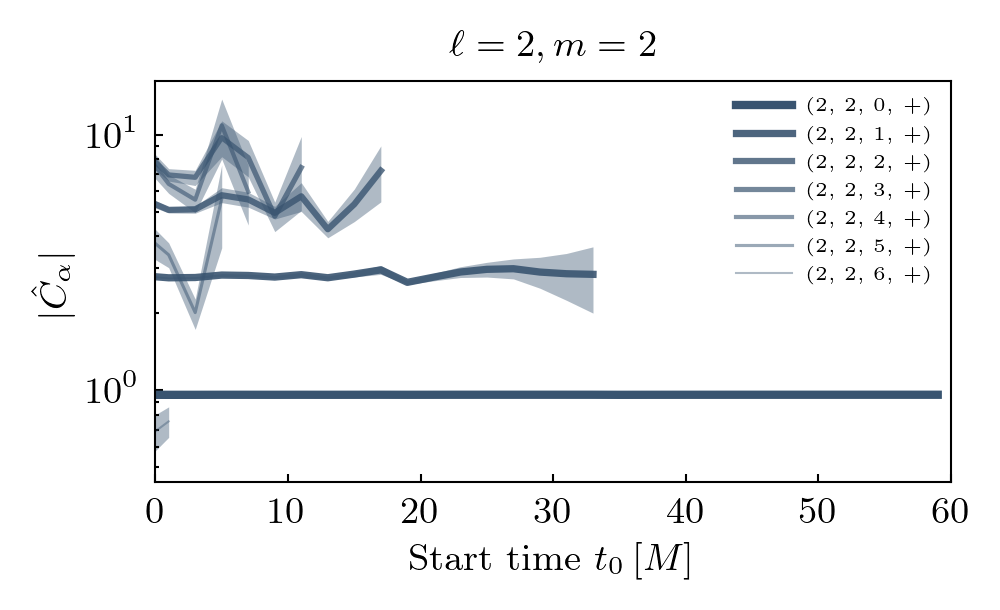 ℓ = 2, m = 2
10¹
10⁰
|Ĉ_α|
(2, 2, 0, +)
(2, 2, 1, +)
(2, 2, 2, +)
(2, 2, 3, +)
(2, 2, 4, +)
(2, 2, 5, +)
(2, 2, 6, +)
0 10 20 30 40 50 60
Start time t₀ [M]